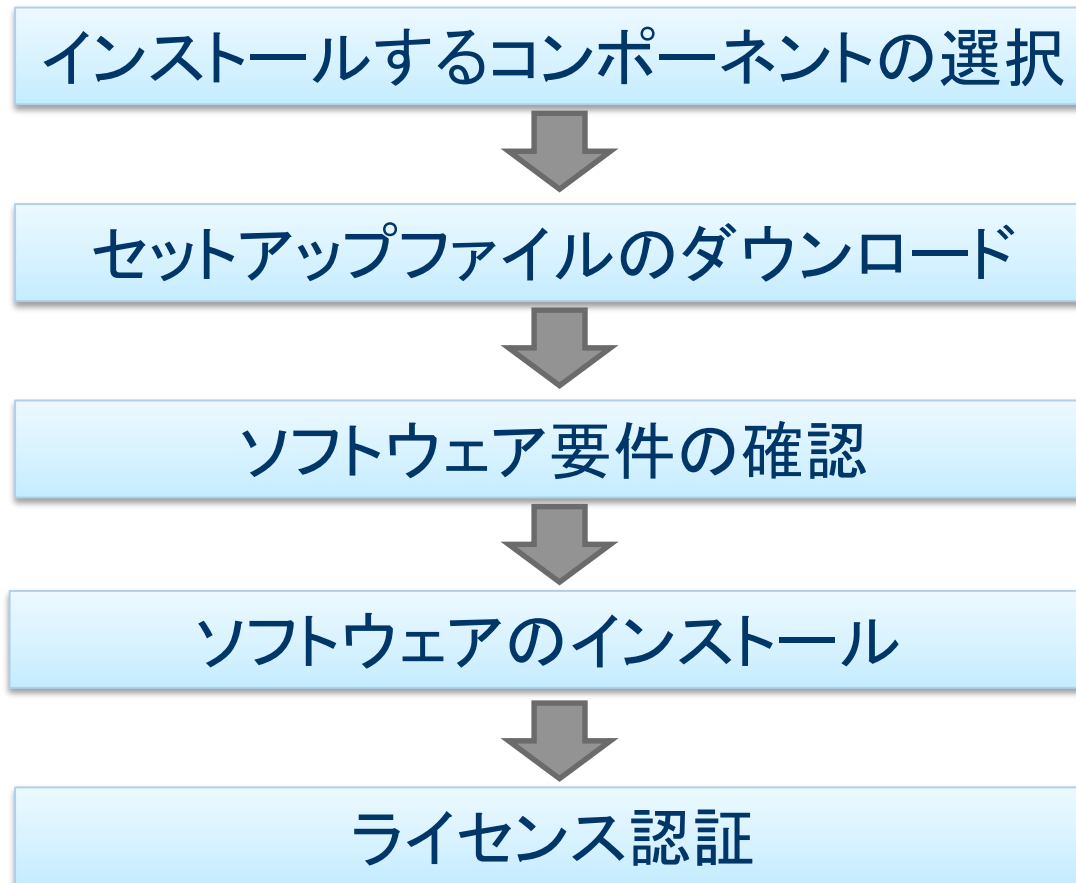 インストールするコンポーネントの選択
セットアップファイルのダウンロード
ソフトウェア要件の確認
ソフトウェアのインストール
ライセンス認証